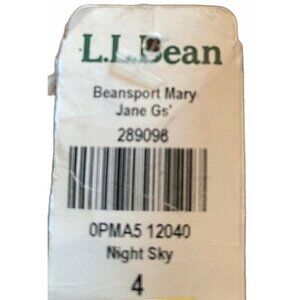 L.L.Bean
Beansport Mary
Jane Gs'
289098
0PMA5 12040
Night Sky
4